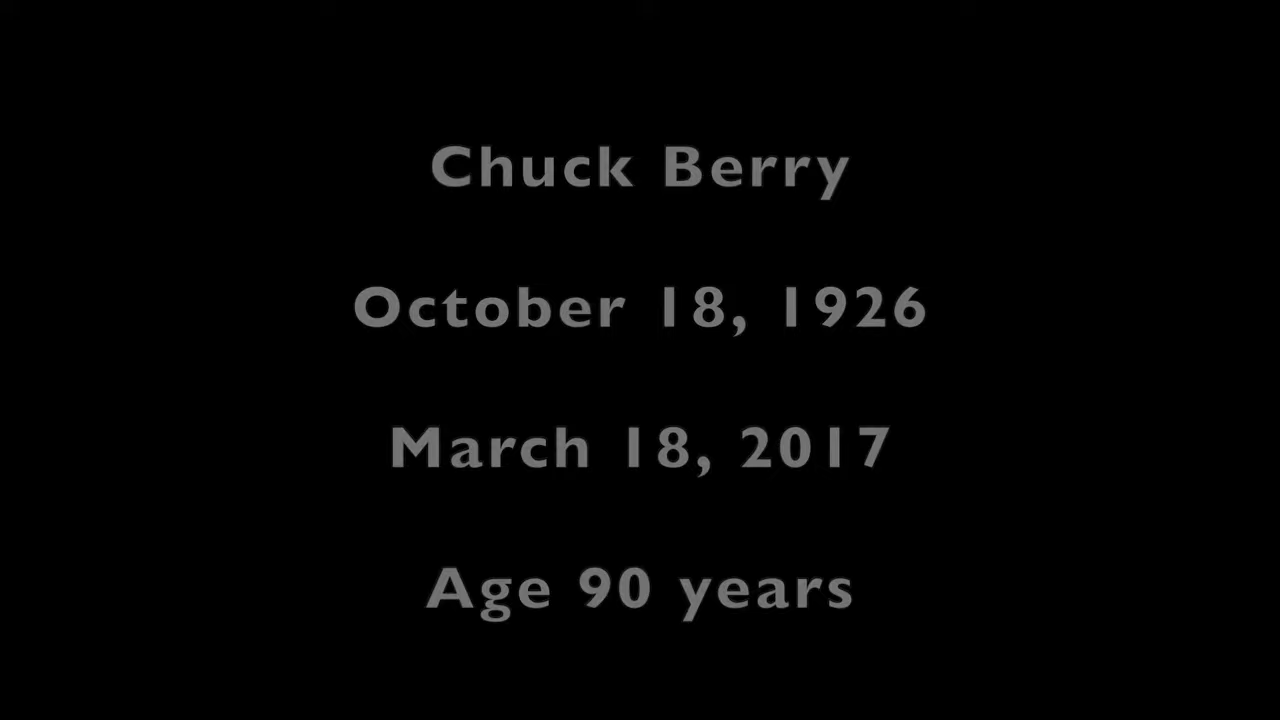 Chuck Berry
October 18, 1926
March 18, 2017
Age 90 years